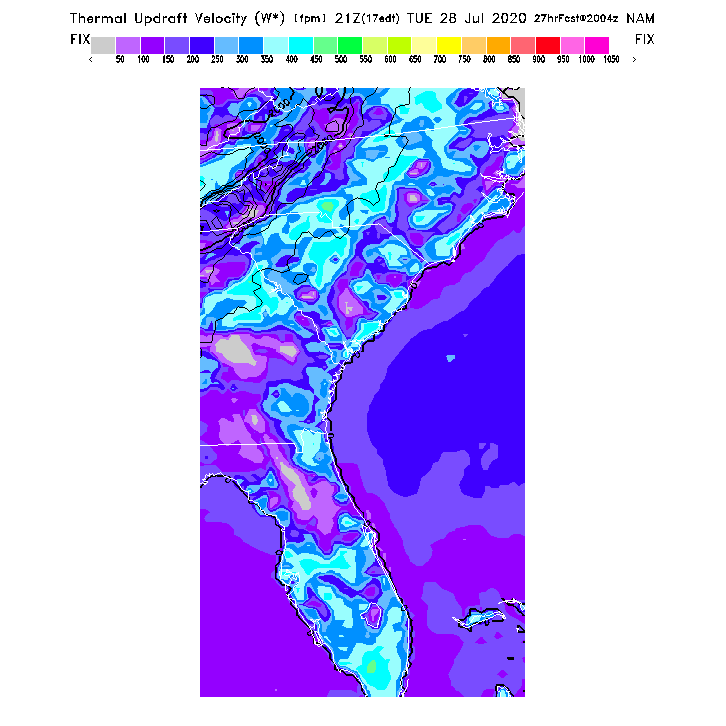 Thermal Updraft Velocity (W*) [fpm] 21Z(17edt) TUE 28 Jul 2020 27hrFcst@2004z NAM
FIX FIX
< 50 100 150 200 250 300 350 400 450 500 550 600 650 700 750 800 850 900 950 1000 1050 >